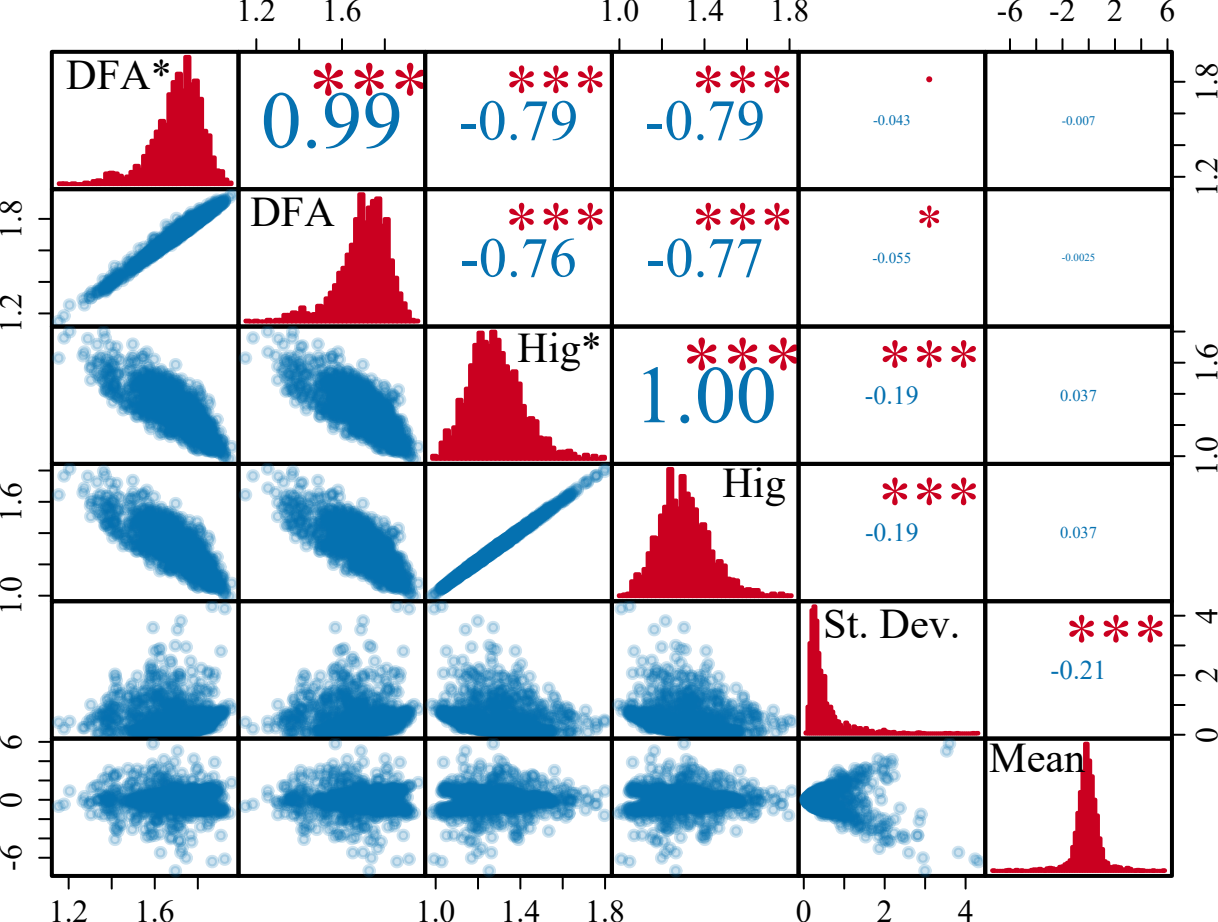 1.2 1.6 1.0 1.4 1.8 -6 -2 2 6
DFA* *** *** *** .
0.99 -0.79 -0.79 -0.043 -0.007
1.8
1.2
DFA *** *** *
-0.76 -0.77 -0.055 -0.0025
1.8
1.2
Hig* *** ***
1.00 -0.19 0.037
1.6
1.0
Hig ***
-0.19 0.037
1.6
1.0
St. Dev. ***
-0.21
4
2
0
Mean
6
0
-6
1.2 1.6 1.0 1.4 1.8 0 2 4